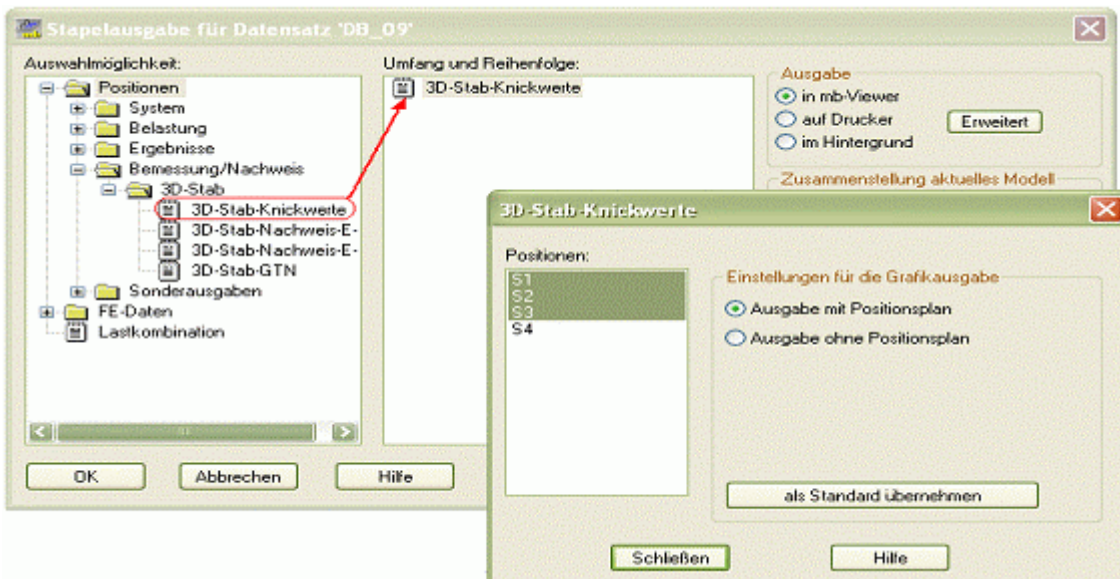 Stapelausgabe für Datensatz 'DB_09'
Auswahlmöglichkeit:
Positionen
System
Belastung
Ergebnisse
Bemessung/Nachweis
3D-Stab
3D-Stab-Knickwerte
3D-Stab-Nachweis-E-
3D-Stab-Nachweis-E-
3D-Stab-GTN
Sonderausgaben
FE-Daten
Lastkombination
Umfang und Reihenfolge:
3D-Stab-Knickwerte
Ausgabe
in mb-Viewer
auf Drucker
im Hintergrund
Erweitert
Zusammenstellung aktuelles Modell
OK
Abbrechen
Hilfe
3D-Stab-Knickwerte
Positionen:
S1
S2
S3
S4
Einstellungen für die Grafikausgabe
Ausgabe mit Positionsplan
Ausgabe ohne Positionsplan
als Standard übernehmen
Schließen
Hilfe